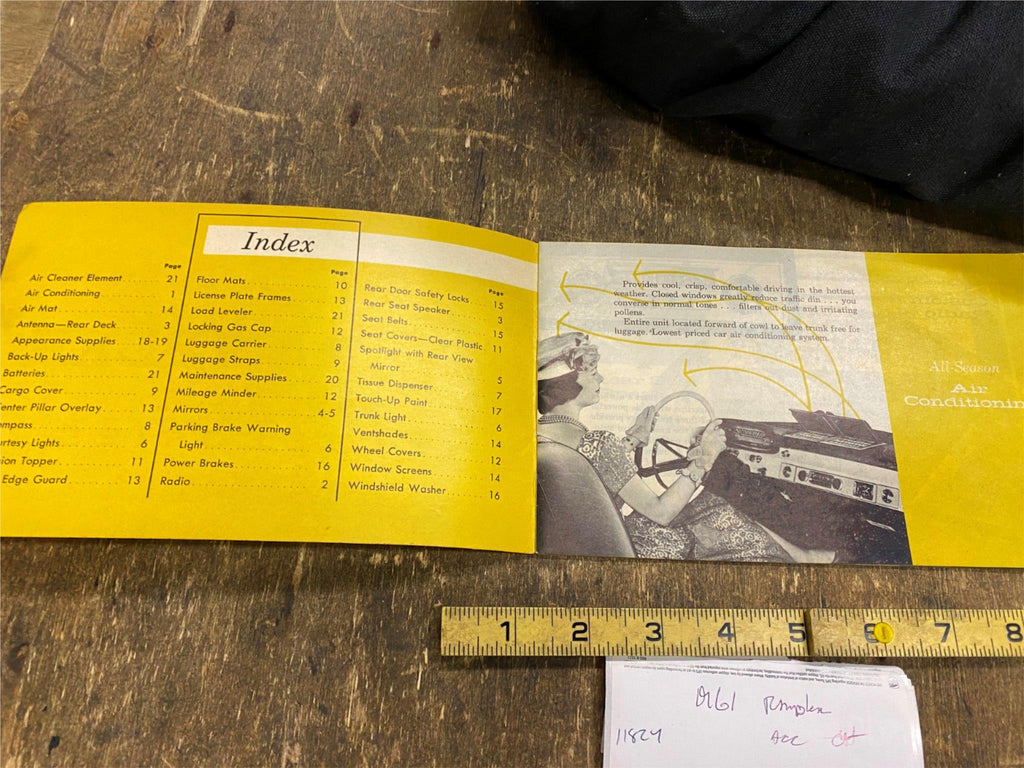 Index
Page
Air Cleaner Element 21
Air Conditioning 1
Air Mat 14
Antenna—Rear Deck 3
Appearance Supplies 18-19
Back-Up Lights 7
Batteries 21
Cargo Cover 9
enter Pillar Overlay 13
mpass 8
urtesy Lights 6
ion Topper 11
Edge Guard 13
Page
Floor Mats 10
License Plate Frames 13
Load Leveler 21
Locking Gas Cap 12
Luggage Carrier 8
Luggage Straps 9
Maintenance Supplies 20
Mileage Minder 12
Mirrors 4-5
Parking Brake Warning
Light 6
Power Brakes 16
Radio 2
Page
Rear Door Safety Locks 15
Rear Seat Speaker 3
Seat Belts 15
Seat Covers—Clear Plastic 11
Spotlight with Rear View
Mirror 5
Tissue Dispenser 7
Touch-Up Paint 17
Trunk Light 6
Ventshades 14
Wheel Covers 12
Window Screens 14
Windshield Washer 16
Provides cool, crisp, comfortable driving in the hottest
weather. Closed windows greatly reduce traffic din . . . you
converse in normal tones . . . filters out dust and irritating
pollens.
Entire unit located forward of cowl to leave trunk free for
luggage. Lowest priced car air conditioning system.
All-Season
Air
Conditionin
1 2 3 4 5 6 7 8
11824
Acc